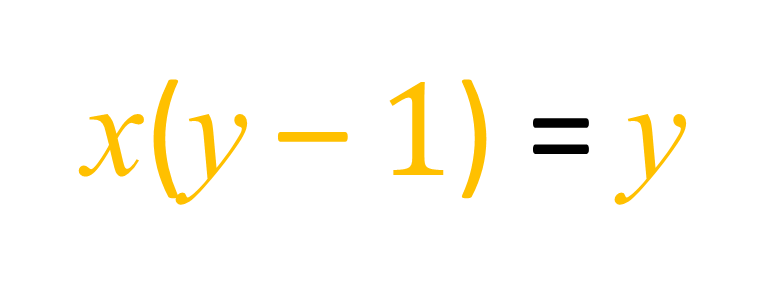 x(y − 1) = y